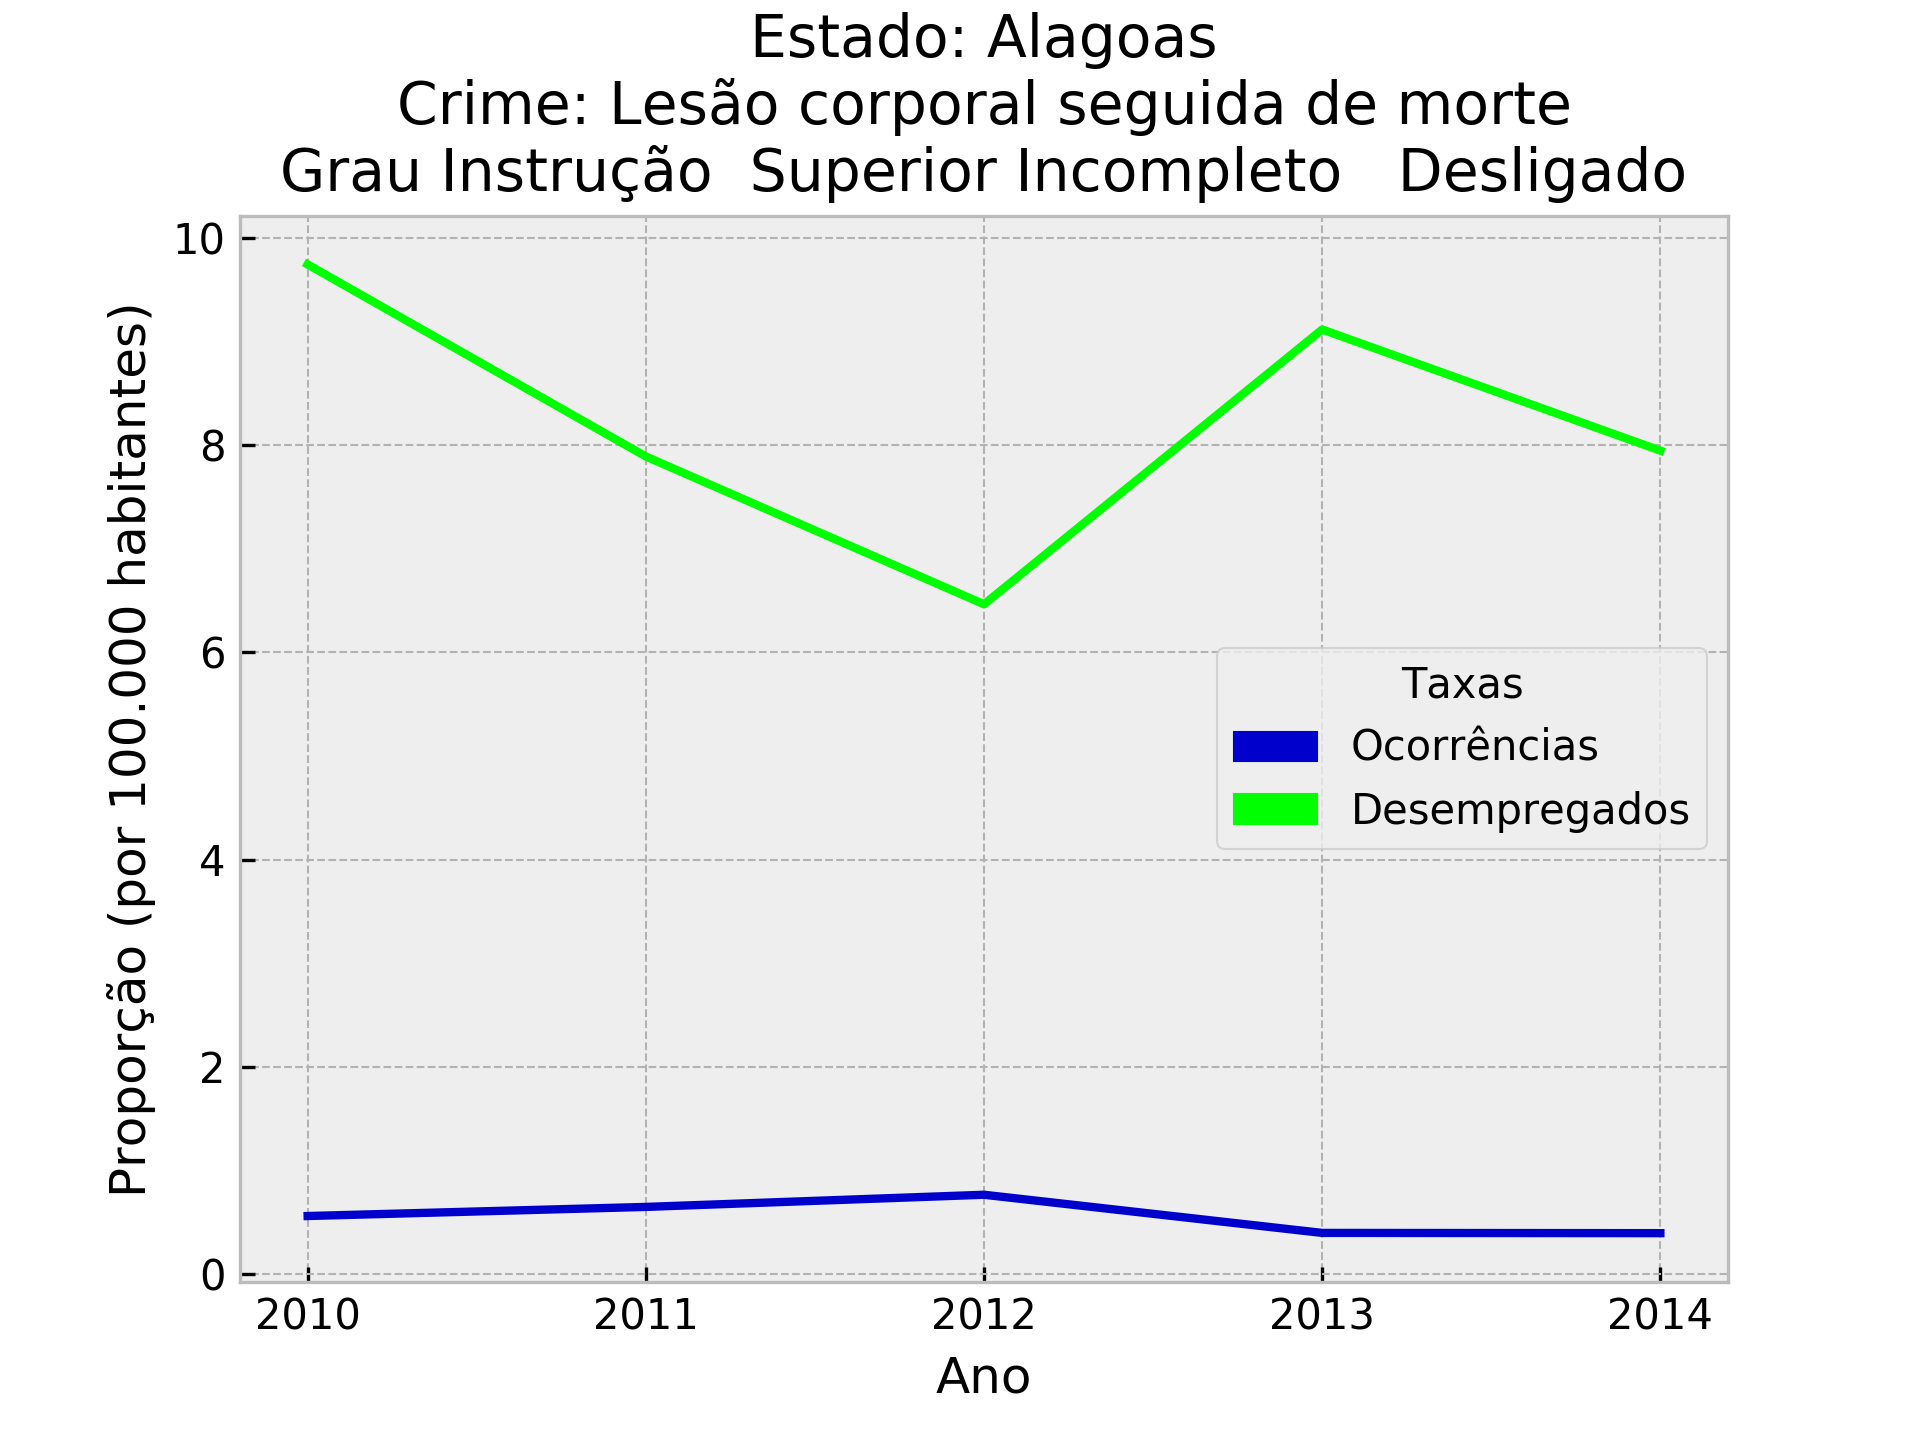 Estado: Alagoas
Crime: Lesão corporal seguida de morte
Grau Instrução  Superior Incompleto   Desligado
Proporção (por 100.000 habitantes)
10
8
6
4
2
0
Taxas
Ocorrências
Desempregados
2010 2011 2012 2013 2014
Ano